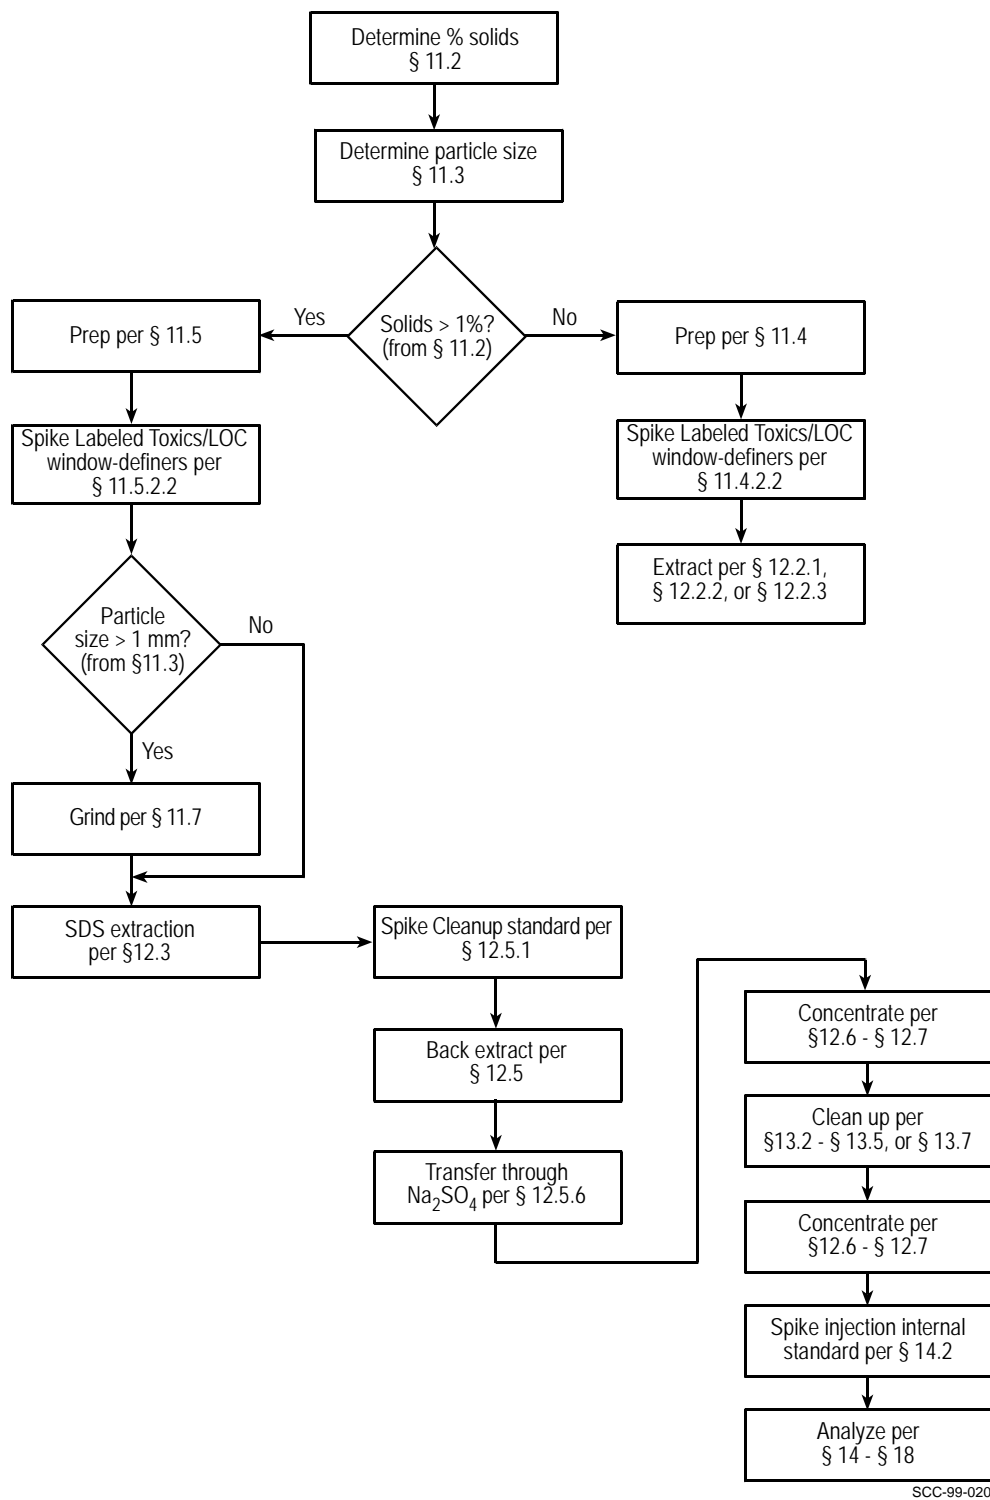 Determine % solids
§ 11.2
Determine particle size
§ 11.3
Solids > 1%?
(from § 11.2)
Yes
No
Prep per § 11.5
Prep per § 11.4
Spike Labeled Toxics/LOC
window-definers per
§ 11.5.2.2
Spike Labeled Toxics/LOC
window-definers per
§ 11.4.2.2
Extract per § 12.2.1,
§ 12.2.2, or § 12.2.3
Particle
size > 1 mm?
(from §11.3)
No
Yes
Grind per § 11.7
SDS extraction
per §12.3
Spike Cleanup standard per
§ 12.5.1
Back extract per
§ 12.5
Transfer through
Na₂SO₄ per § 12.5.6
Concentrate per
§12.6 - § 12.7
Clean up per
§13.2 - § 13.5, or § 13.7
Concentrate per
§12.6 - § 12.7
Spike injection internal
standard per § 14.2
Analyze per
§ 14 - § 18
SCC-99-020